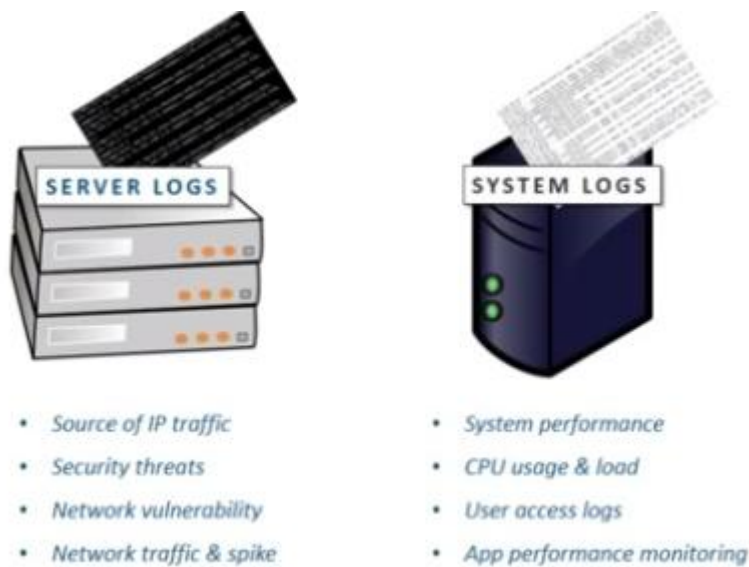 SERVER LOGS
• Source of IP traffic
• Security threats
• Network vulnerability
• Network traffic & spike
SYSTEM LOGS
• System performance
• CPU usage & load
• User access logs
• App performance monitoring